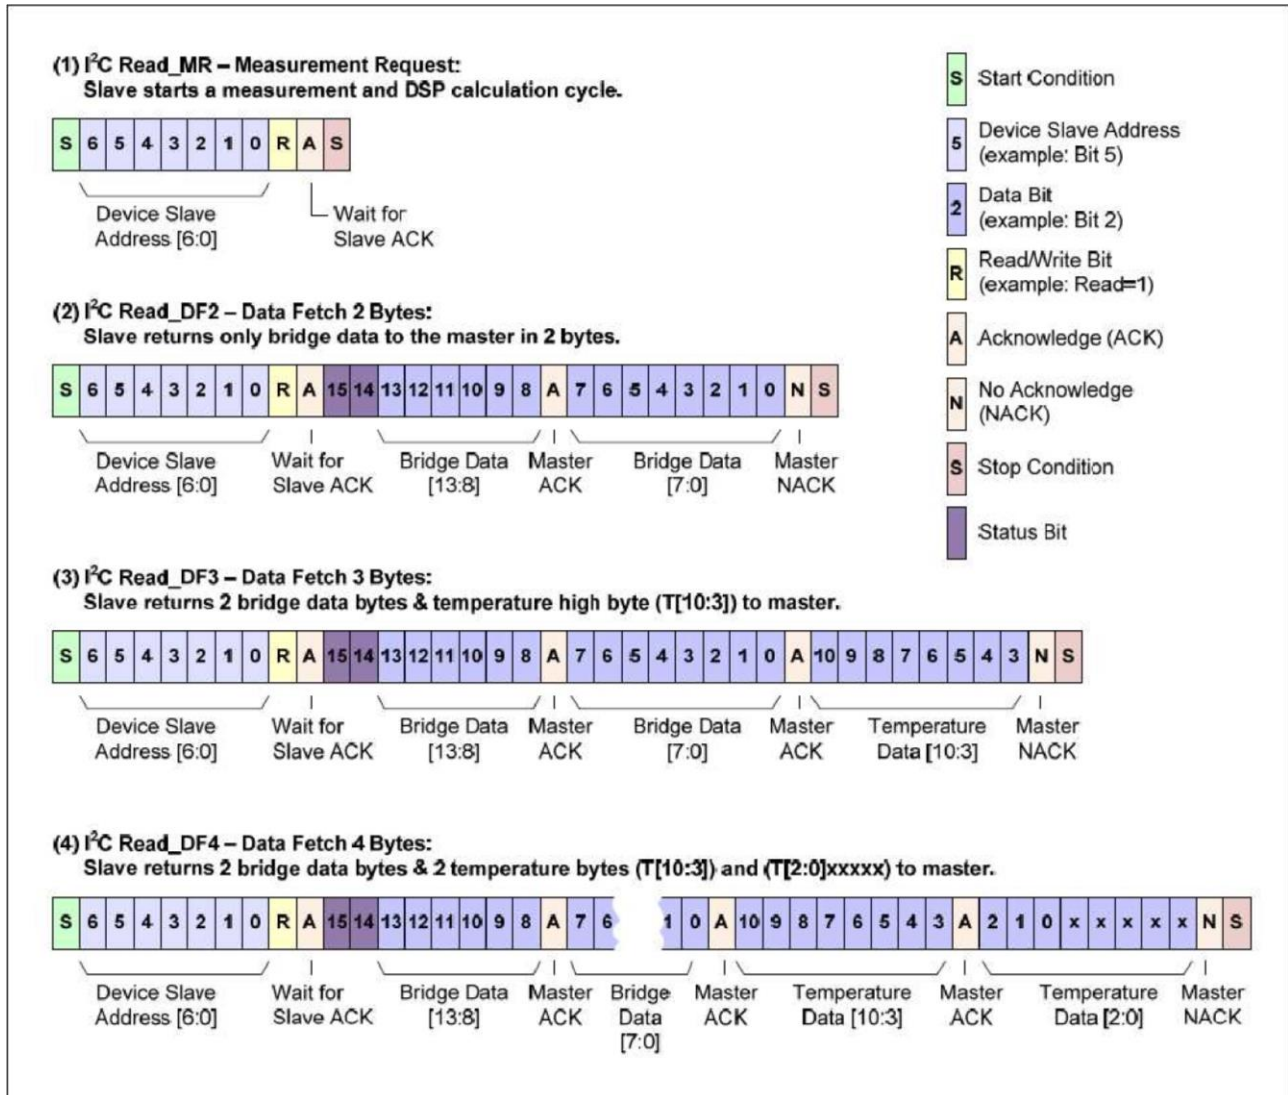 (1) I²C Read_MR – Measurement Request:
Slave starts a measurement and DSP calculation cycle.
S 6 5 4 3 2 1 0 R A S
Device Slave
Address [6:0]
Wait for
Slave ACK
(2) I²C Read_DF2 – Data Fetch 2 Bytes:
Slave returns only bridge data to the master in 2 bytes.
S 6 5 4 3 2 1 0 R A 15 14 13 12 11 10 9 8 A 7 6 5 4 3 2 1 0 N S
Device Slave
Address [6:0]
Wait for
Slave ACK
Bridge Data
[13:8]
Master
ACK
Bridge Data
[7:0]
Master
NACK
S Start Condition
5 Device Slave Address
(example: Bit 5)
2 Data Bit
(example: Bit 2)
R Read/Write Bit
(example: Read=1)
A Acknowledge (ACK)
N No Acknowledge
(NACK)
S Stop Condition
Status Bit
(3) I²C Read_DF3 – Data Fetch 3 Bytes:
Slave returns 2 bridge data bytes & temperature high byte (T[10:3]) to master.
S 6 5 4 3 2 1 0 R A 15 14 13 12 11 10 9 8 A 7 6 5 4 3 2 1 0 A 10 9 8 7 6 5 4 3 N S
Device Slave
Address [6:0]
Wait for
Slave ACK
Bridge Data
[13:8]
Master
ACK
Bridge Data
[7:0]
Master
ACK
Temperature
Data [10:3]
Master
NACK
(4) I²C Read_DF4 – Data Fetch 4 Bytes:
Slave returns 2 bridge data bytes & 2 temperature bytes (T[10:3]) and (T[2:0]xxxxx) to master.
S 6 5 4 3 2 1 0 R A 15 14 13 12 11 10 9 8 A 7 6 1 0 A 10 9 8 7 6 5 4 3 A 2 1 0 x x x x x N S
Device Slave
Address [6:0]
Wait for
Slave ACK
Bridge Data
[13:8]
Master
ACK
Bridge
Data
[7:0]
Master
ACK
Temperature
Data [10:3]
Master
ACK
Temperature
Data [2:0]
Master
NACK